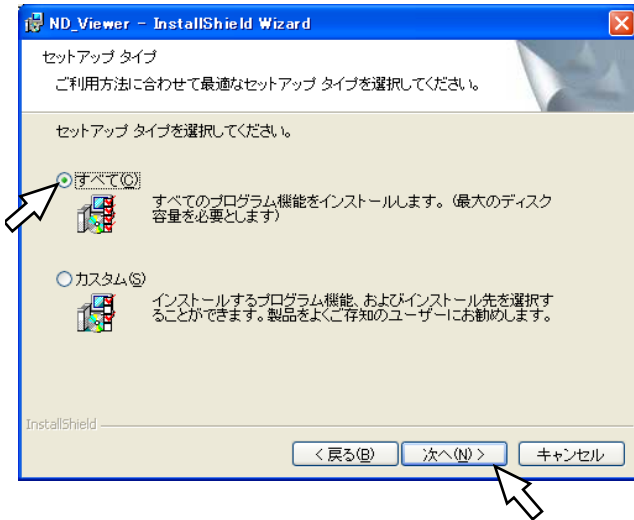 ND_Viewer - InstallShield Wizard
セットアップ タイプ
ご利用方法に合わせて最適なセットアップ タイプを選択してください。
セットアップ タイプを選択してください。
すべて(C)
すべてのプログラム機能をインストールします。（最大のディスク
容量を必要とします）
カスタム(S)
インストールするプログラム機能、およびインストール先を選択す
ることができます。製品をよくご存知のユーザーにお勧めします。
InstallShield
< 戻る(B) 次へ(N) > キャンセル